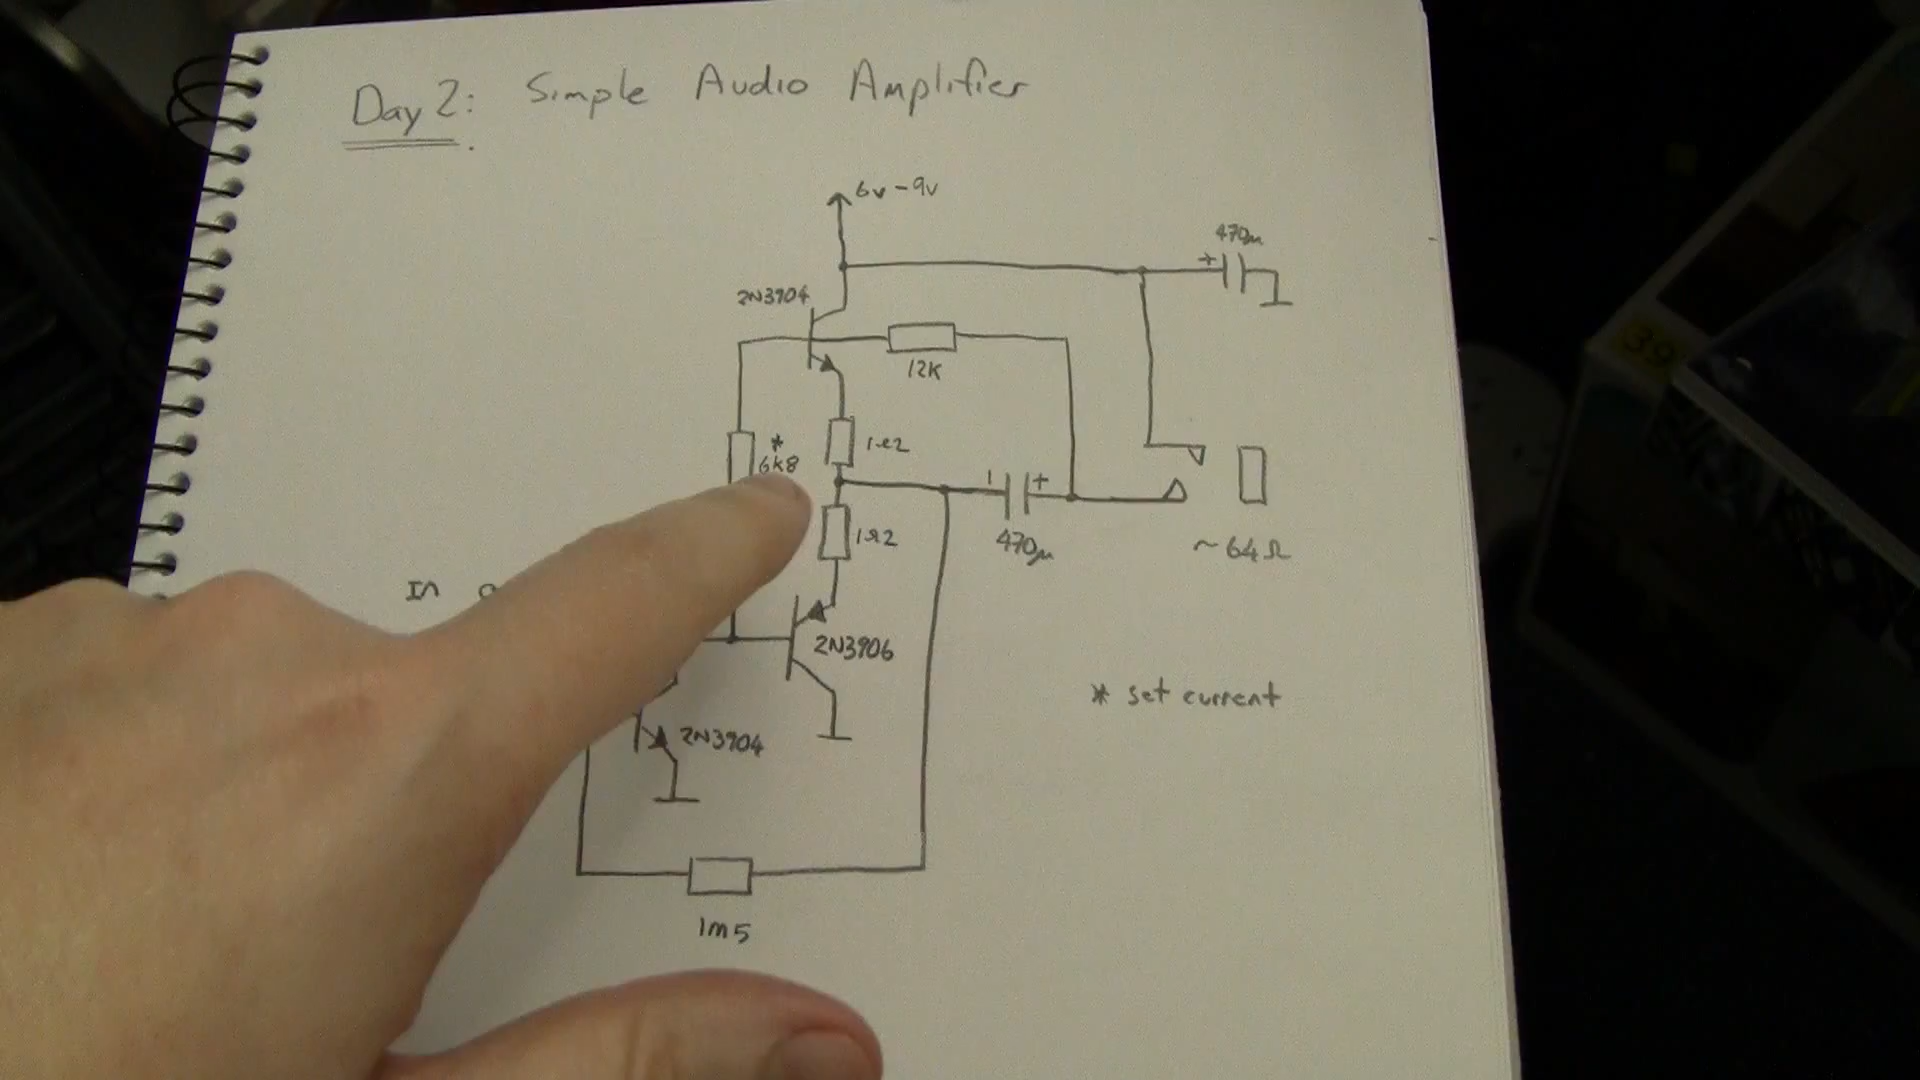 Day 2: Simple Audio Amplifier
6v - 9v
470µ
+
2N3904
12K
*
6k8
1Ω2
+
1Ω2
470µ
~64Ω
In
2N3906
* set current
2N3904
1m5
39